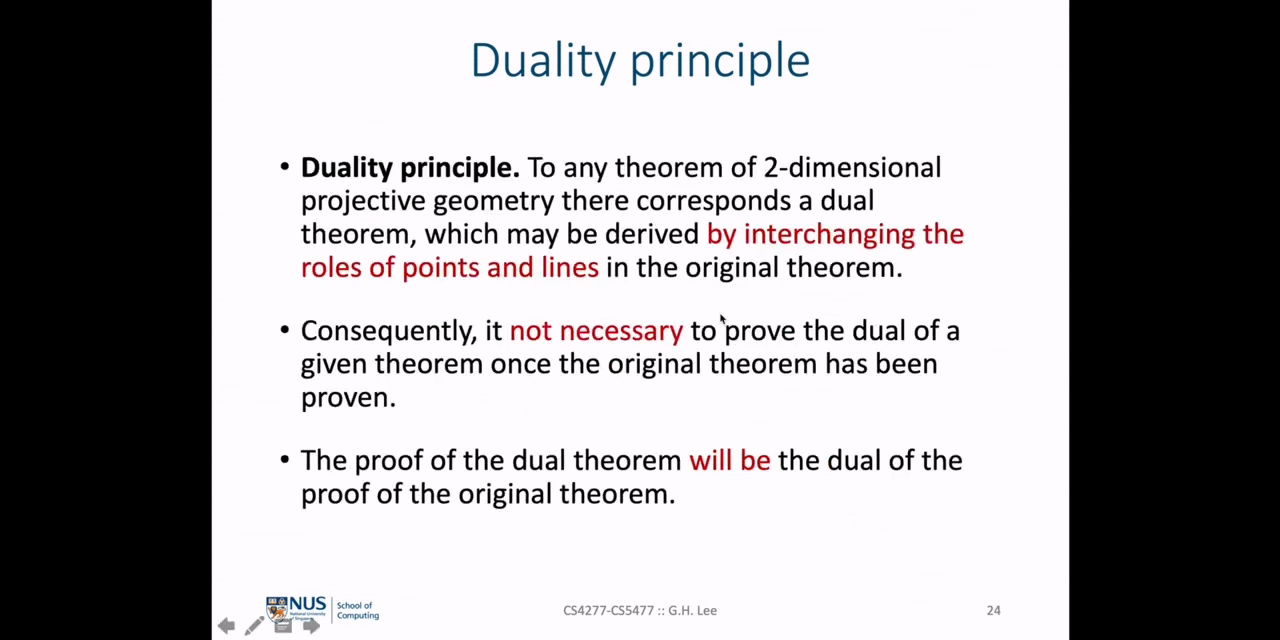 Duality principle
• Duality principle. To any theorem of 2-dimensional
projective geometry there corresponds a dual
theorem, which may be derived by interchanging the
roles of points and lines in the original theorem.
• Consequently, it not necessary to prove the dual of a
given theorem once the original theorem has been
proven.
• The proof of the dual theorem will be the dual of the
proof of the original theorem.
NUS
National University
School of
Computing
CS4277-CS5477 :: G.H. Lee
24